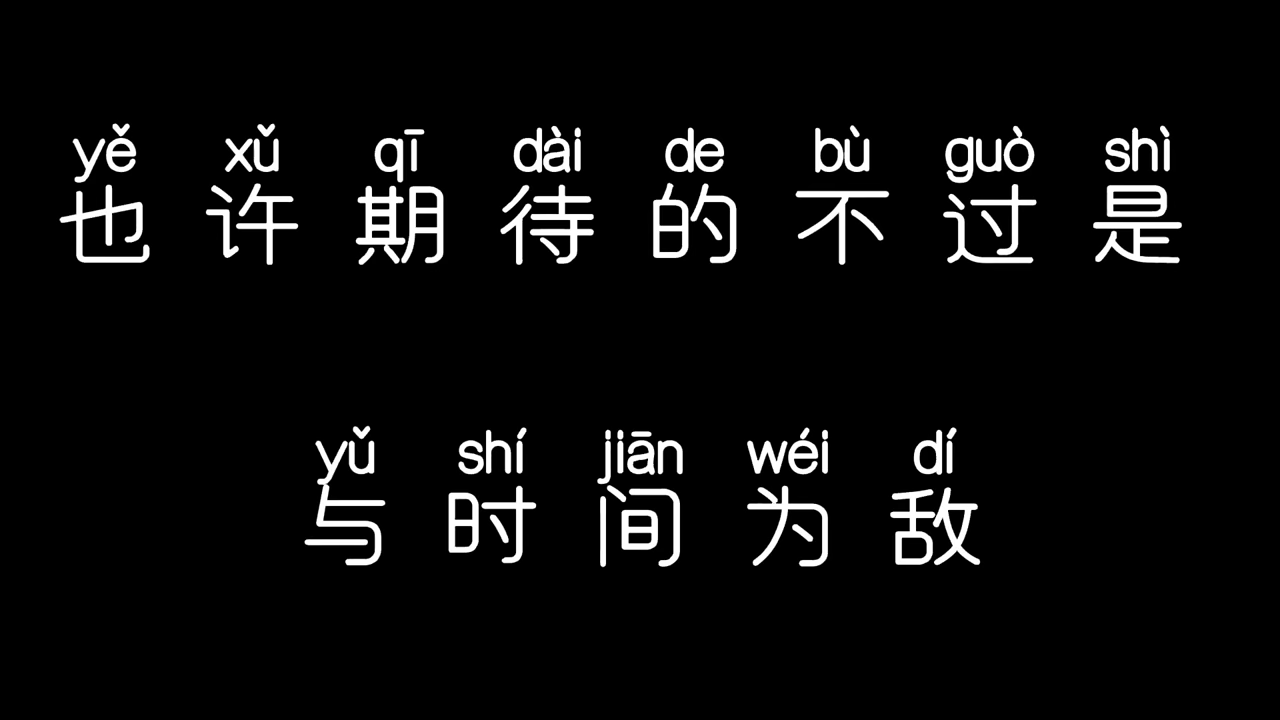 yě xǔ qī dài de bù guò shì
也许期待的不过是
yǔ shí jiān wéi dí
与时间为敌